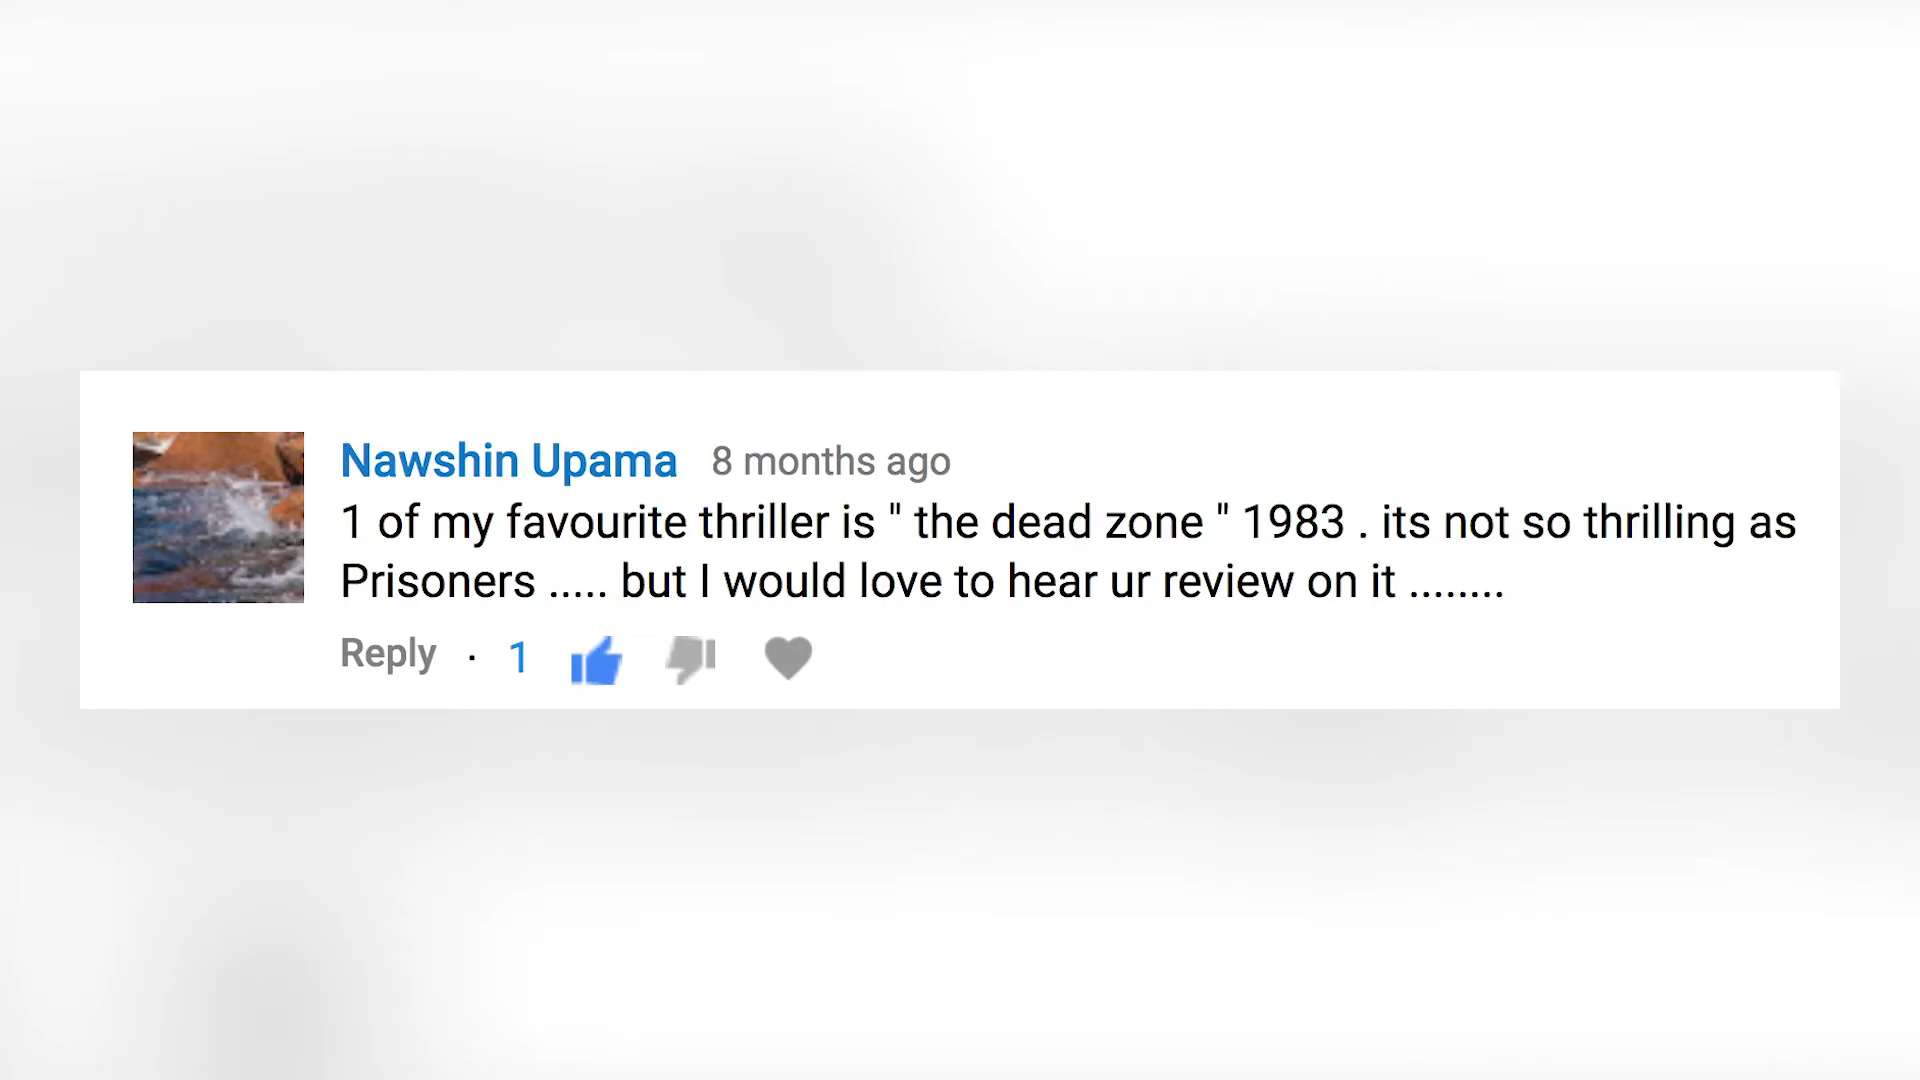 Nawshin Upama 8 months ago
1 of my favourite thriller is " the dead zone " 1983 . its not so thrilling as
Prisoners ..... but I would love to hear ur review on it ........
Reply · 1